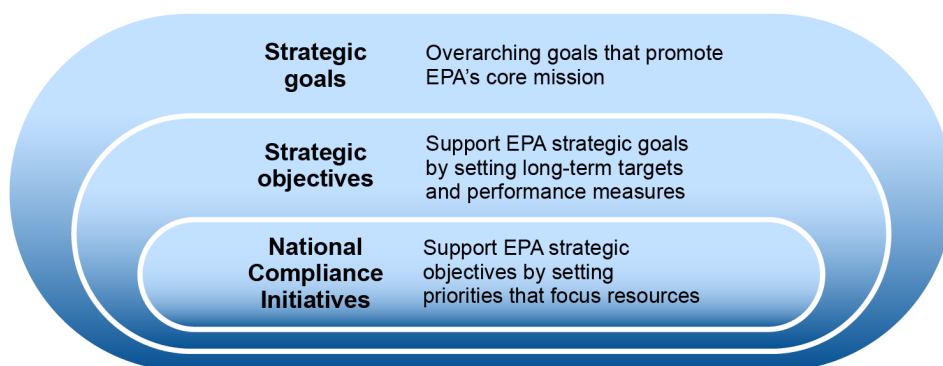 Strategic
goals
Overarching goals that promote
EPA’s core mission
Strategic
objectives
Support EPA strategic goals
by setting long-term targets
and performance measures
National
Compliance
Initiatives
Support EPA strategic
objectives by setting
priorities that focus resources